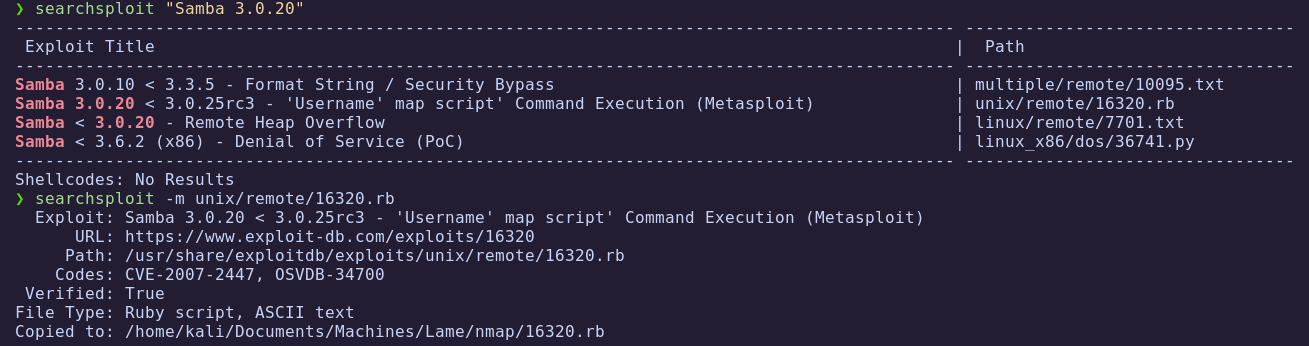 ❯ searchsploit "Samba 3.0.20"
---------------------------------------------------------------------------------------------- ---------------------------------
 Exploit Title                                                                                |  Path
---------------------------------------------------------------------------------------------- ---------------------------------
Samba 3.0.10 < 3.3.5 - Format String / Security Bypass                                        | multiple/remote/10095.txt
Samba 3.0.20 < 3.0.25rc3 - 'Username' map script' Command Execution (Metasploit)              | unix/remote/16320.rb
Samba < 3.0.20 - Remote Heap Overflow                                                         | linux/remote/7701.txt
Samba < 3.6.2 (x86) - Denial of Service (PoC)                                                 | linux_x86/dos/36741.py
---------------------------------------------------------------------------------------------- ---------------------------------
Shellcodes: No Results
❯ searchsploit -m unix/remote/16320.rb
  Exploit: Samba 3.0.20 < 3.0.25rc3 - 'Username' map script' Command Execution (Metasploit)
      URL: https://www.exploit-db.com/exploits/16320
     Path: /usr/share/exploitdb/exploits/unix/remote/16320.rb
    Codes: CVE-2007-2447, OSVDB-34700
 Verified: True
File Type: Ruby script, ASCII text
Copied to: /home/kali/Documents/Machines/Lame/nmap/16320.rb